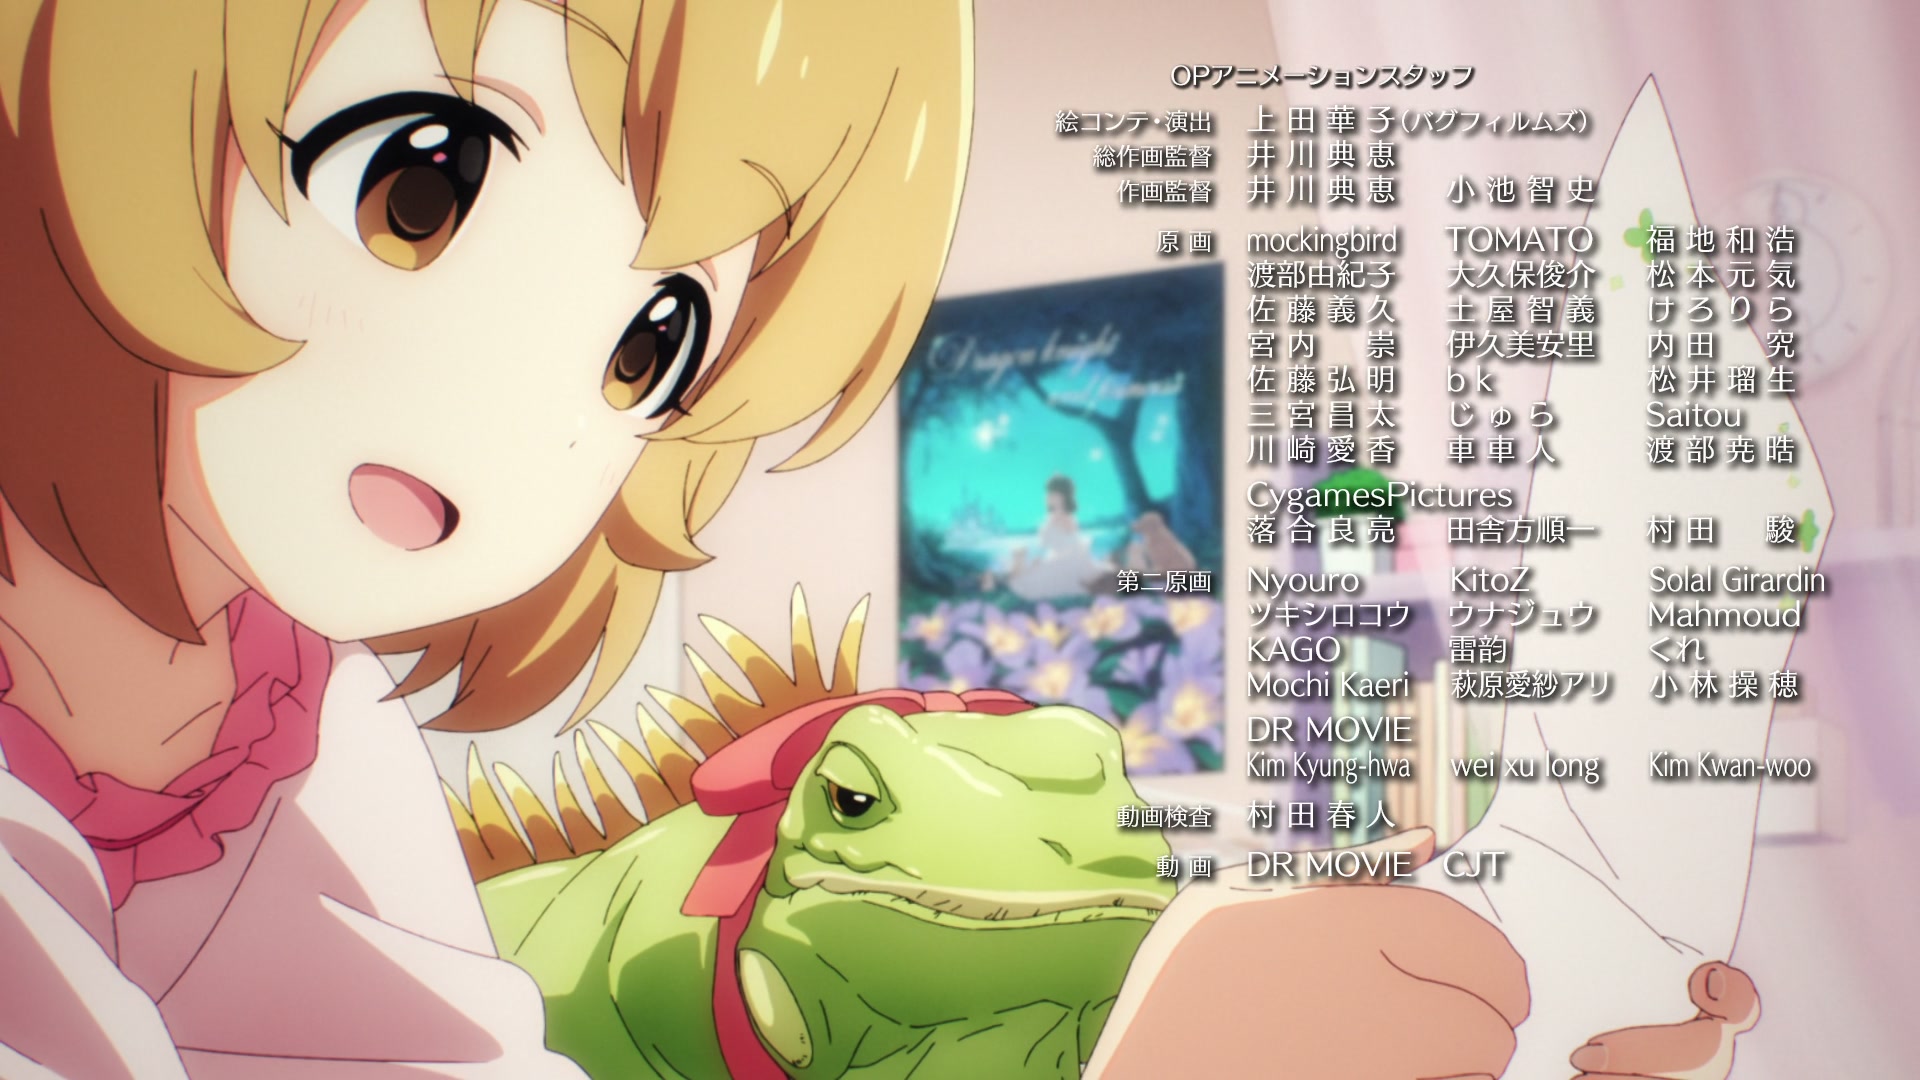 OPアニメーションスタッフ
絵コンテ・演出 上田華子(バグフィルムズ)
総作画監督 井川典恵
作画監督 井川典恵 小池智史
原画 mockingbird TOMATO 福地和浩
渡部由紀子 大久保俊介 松本元気
佐藤義久 土屋智義 けろりら
宮内崇 伊久美安里 内田究
佐藤弘明 bk 松井瑠生
三宮昌太 じゅら Saitou
川崎愛香 車車人 渡部尭晧
CygamesPictures
落合良亮 田舎方順一 村田駿
第二原画 Nyouro KitoZ Solal Girardin
ツキシロコウ ウナジュウ Mahmoud
KAGO 雷韵 くれ
Mochi Kaeri 萩原愛紗アリ 小林操穂
DR MOVIE
Kim Kyung-hwa wei xu long Kim Kwan-woo
動画検査 村田春人
動画 DR MOVIE CJT
Dragon knight